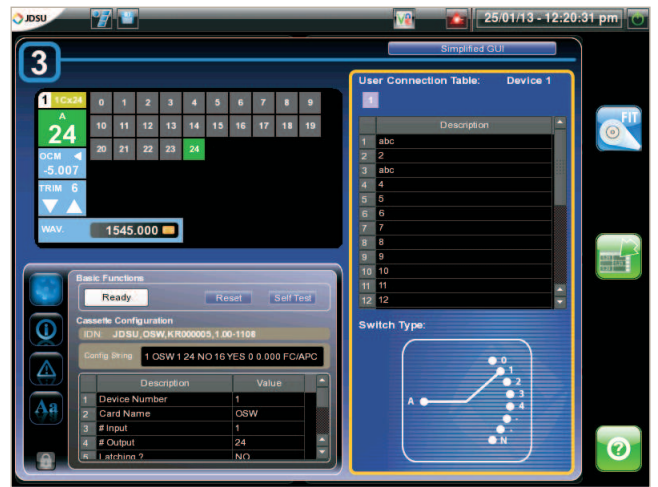 JDSU
25/01/13 - 12:20:31 pm
Simplified GUI
3
User Connection Table: Device 1
1
1 1Cx24
0 1 2 3 4 5 6 7 8 9
A
24
10 11 12 13 14 15 16 17 18 19
20 21 22 23 24
OCM
-5.007
TRIM 6
WAV. 1545.000
Description
1 abc
2 2
3 abc
4 4
5 5
6 6
7 7
8 8
9 9
10 10
11 11
12 12
FIT
Basic Functions
Ready Reset Self Test
Cassette Configuration
IDN: JDSU,OSW,KR000005,1.00-1108
Config String 1 OSW 1 24 NO 16 YES 0 0.000 FC/APC
Description Value
1 Device Number 1
2 Card Name OSW
3 # Input 1
4 # Output 24
5 Latching ? NO
Aa
Switch Type:
A
0
1
2
3
4
.
.
N
?